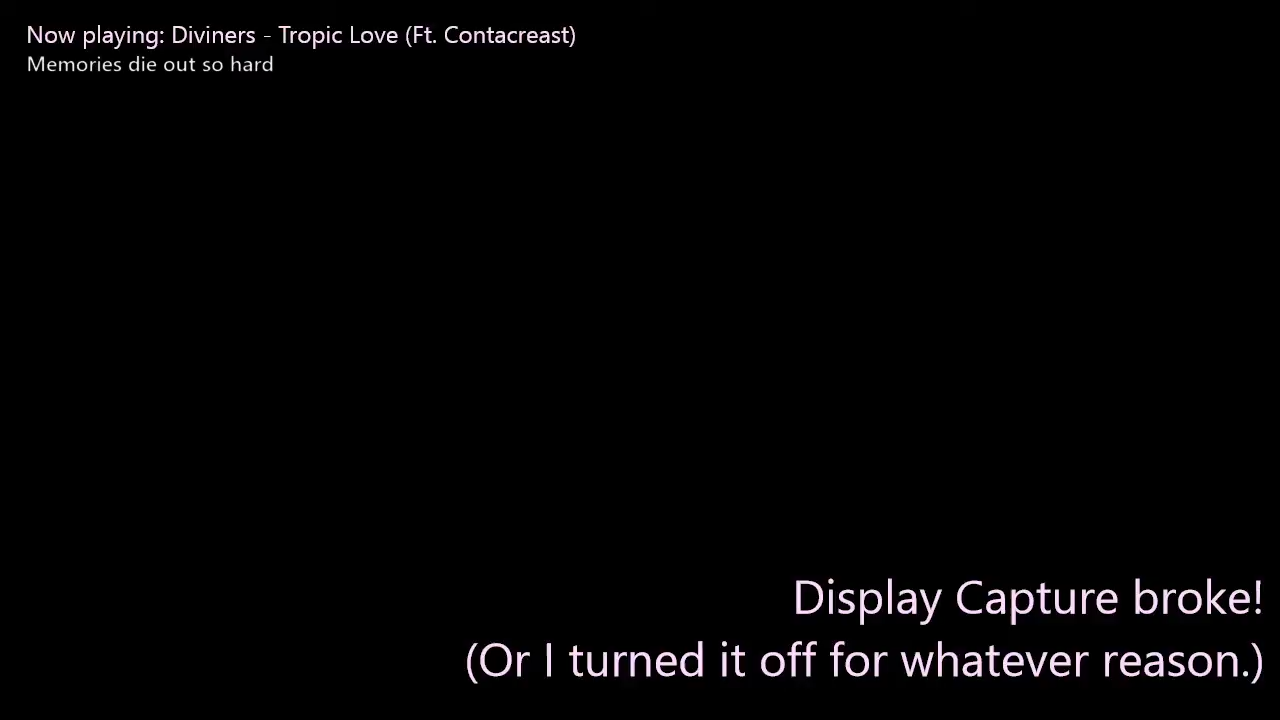 Now playing: Diviners - Tropic Love (Ft. Contacreast)
Memories die out so hard
Display Capture broke!
(Or I turned it off for whatever reason.)